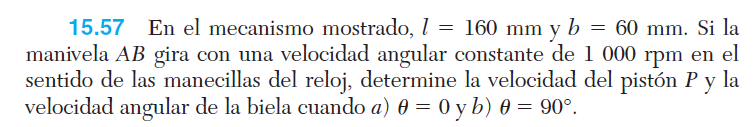 15.57 En el mecanismo mostrado, l = 160 mm y b = 60 mm. Si la
manivela AB gira con una velocidad angular constante de 1 000 rpm en el
sentido de las manecillas del reloj, determine la velocidad del pistón P y la
velocidad angular de la biela cuando a) θ = 0 y b) θ = 90°.